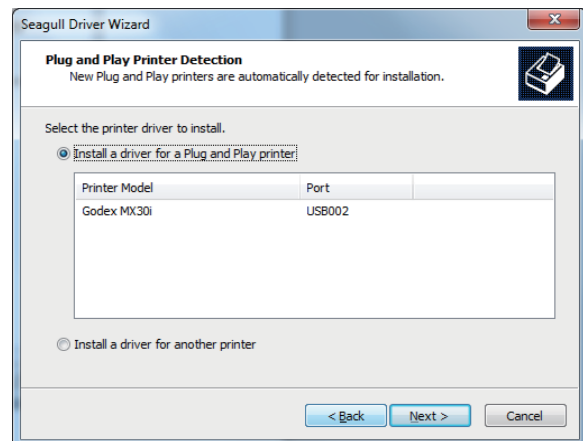 Seagull Driver Wizard
Plug and Play Printer Detection
New Plug and Play printers are automatically detected for installation.
Select the printer driver to install.
Install a driver for a Plug and Play printer
Printer Model Port
Godex MX30i USB002
Install a driver for another printer
< Back Next > Cancel